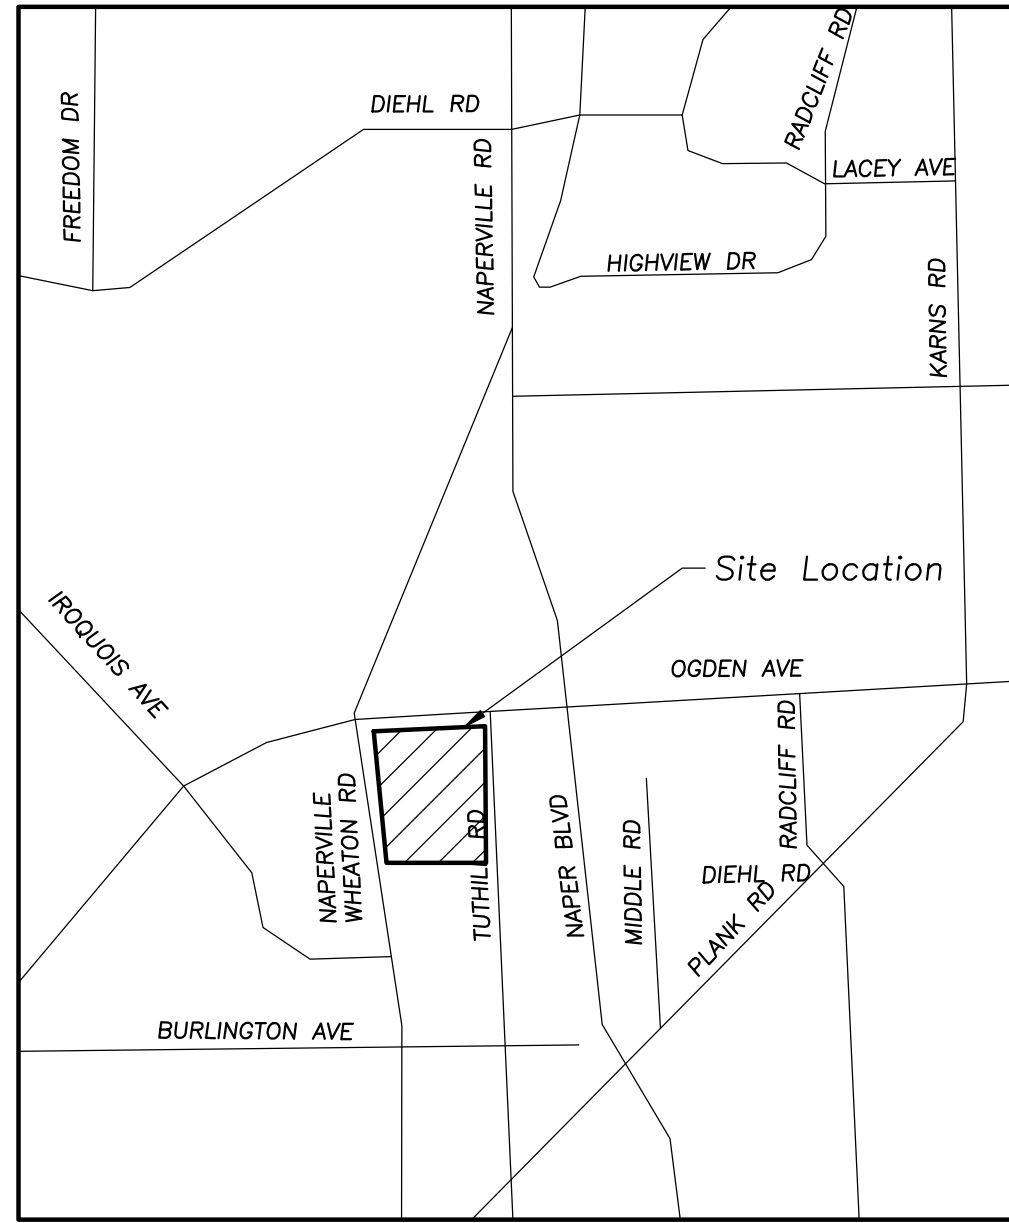 FREEDOM DR
DIEHL RD
NAPERVILLE RD
RADCLIFF RD
LACEY AVE
HIGHVIEW DR
KARNS RD
Site Location
IROQUOIS AVE
OGDEN AVE
NAPERVILLE
WHEATON RD
TUTHILL RD
NAPER BLVD
MIDDLE RD
RADCLIFF RD
DIEHL RD
PLANK RD
BURLINGTON AVE